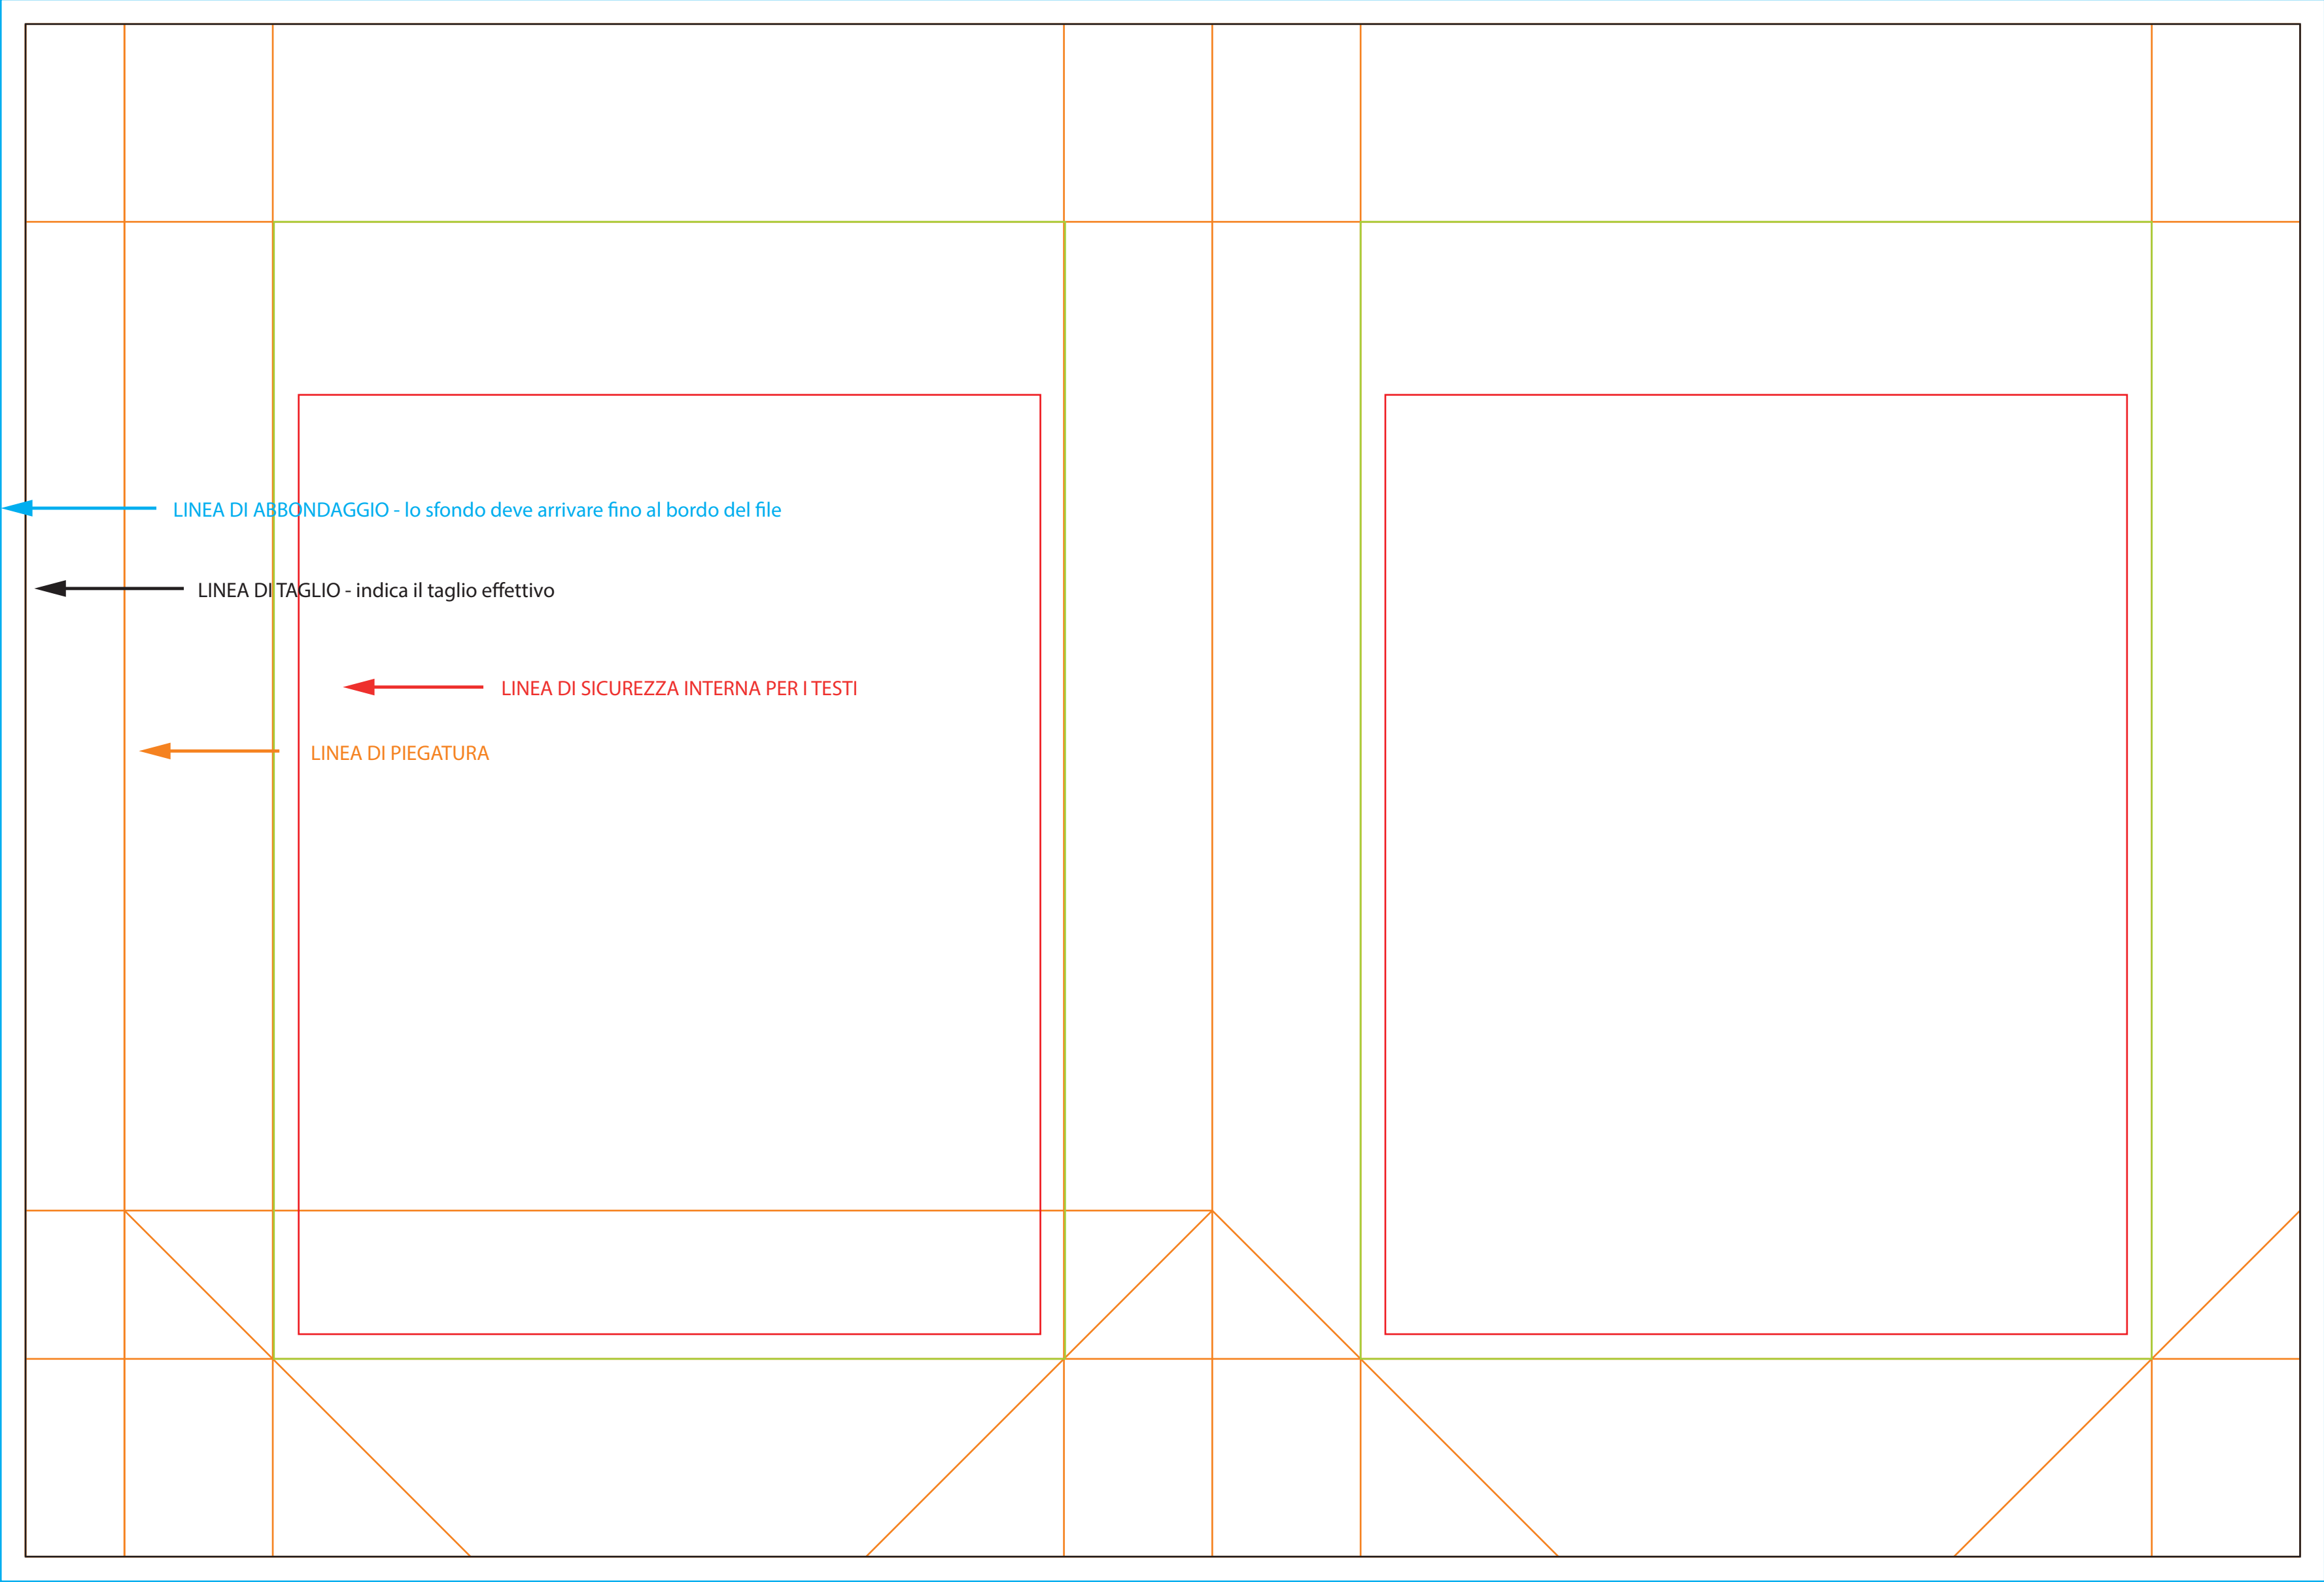 LINEA DI ABBONDAGGIO - lo sfondo deve arrivare fino al bordo del file
LINEA DI TAGLIO - indica il taglio effettivo
LINEA DI SICUREZZA INTERNA PER I TESTI
LINEA DI PIEGATURA